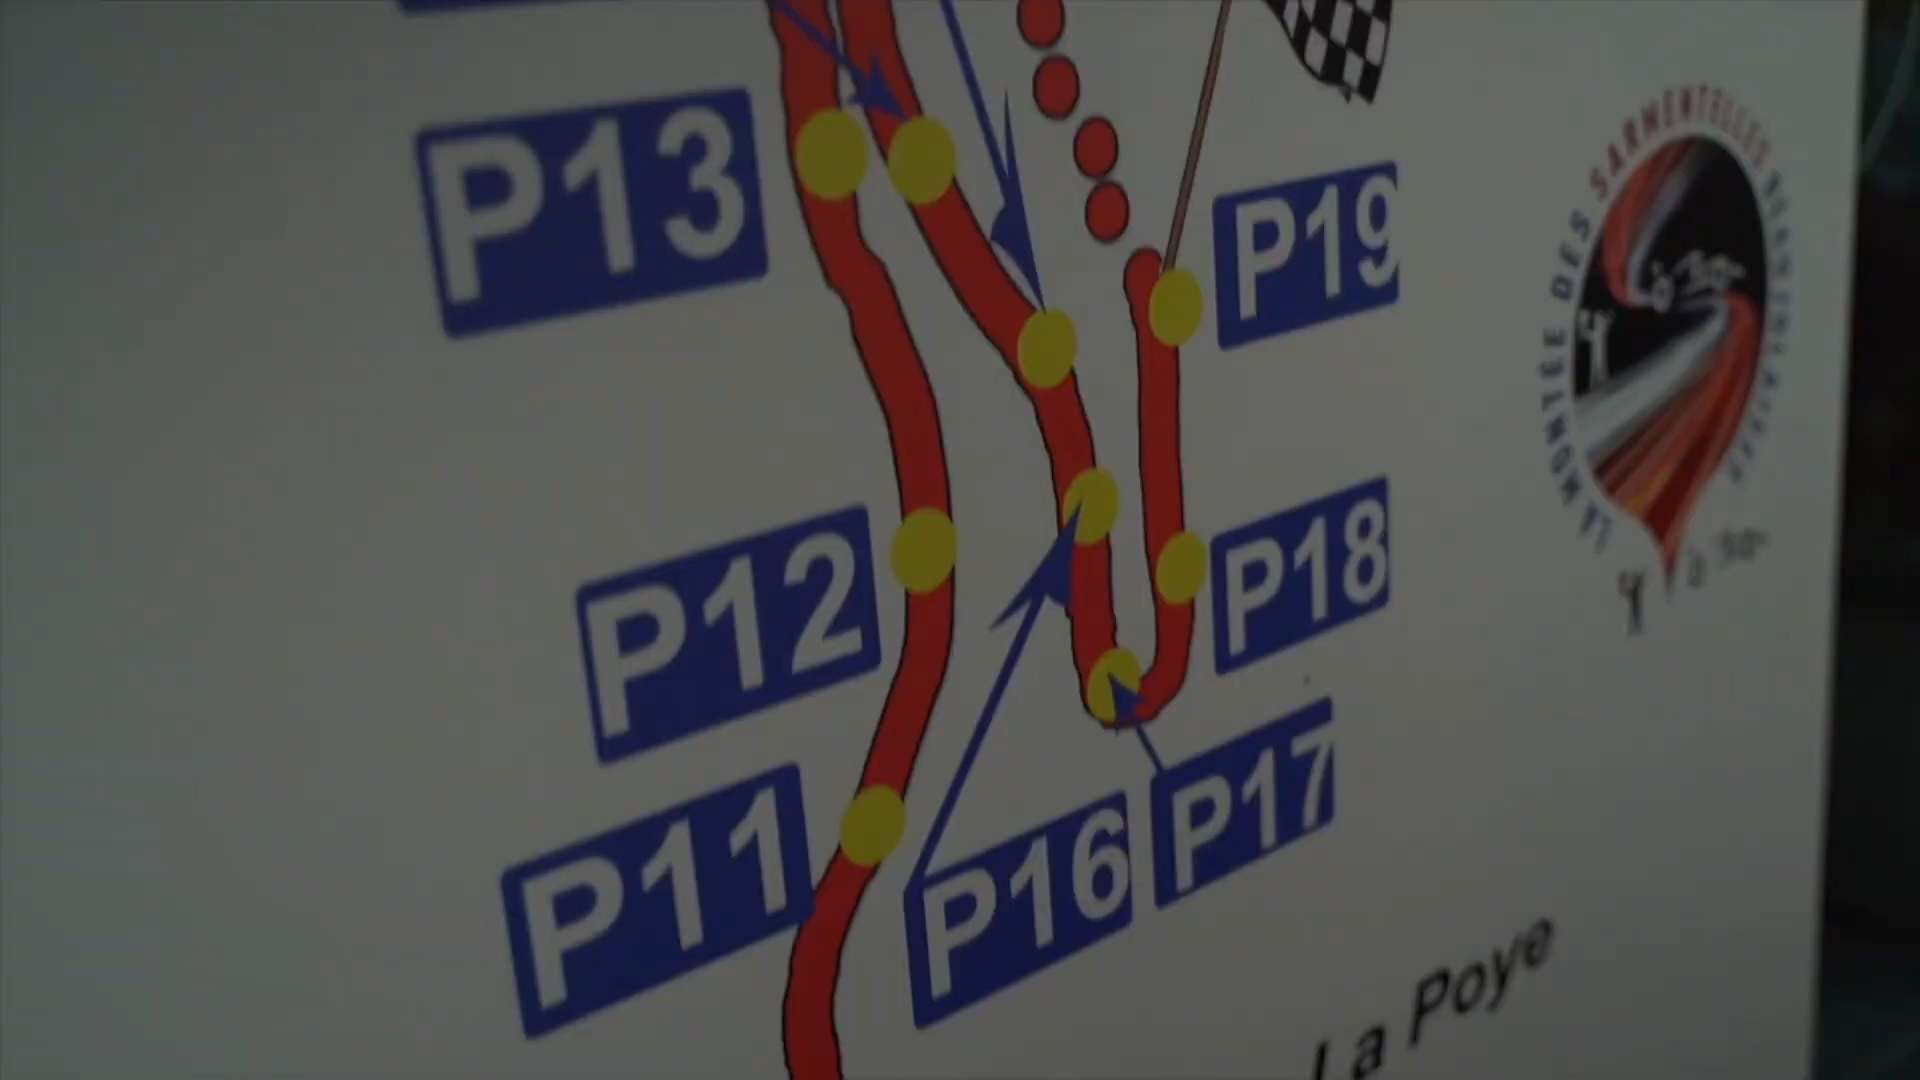 P13
P19
P12
P18
P11
P16
P17
La Poye
LA MONTÉE DES SARMENTELLES